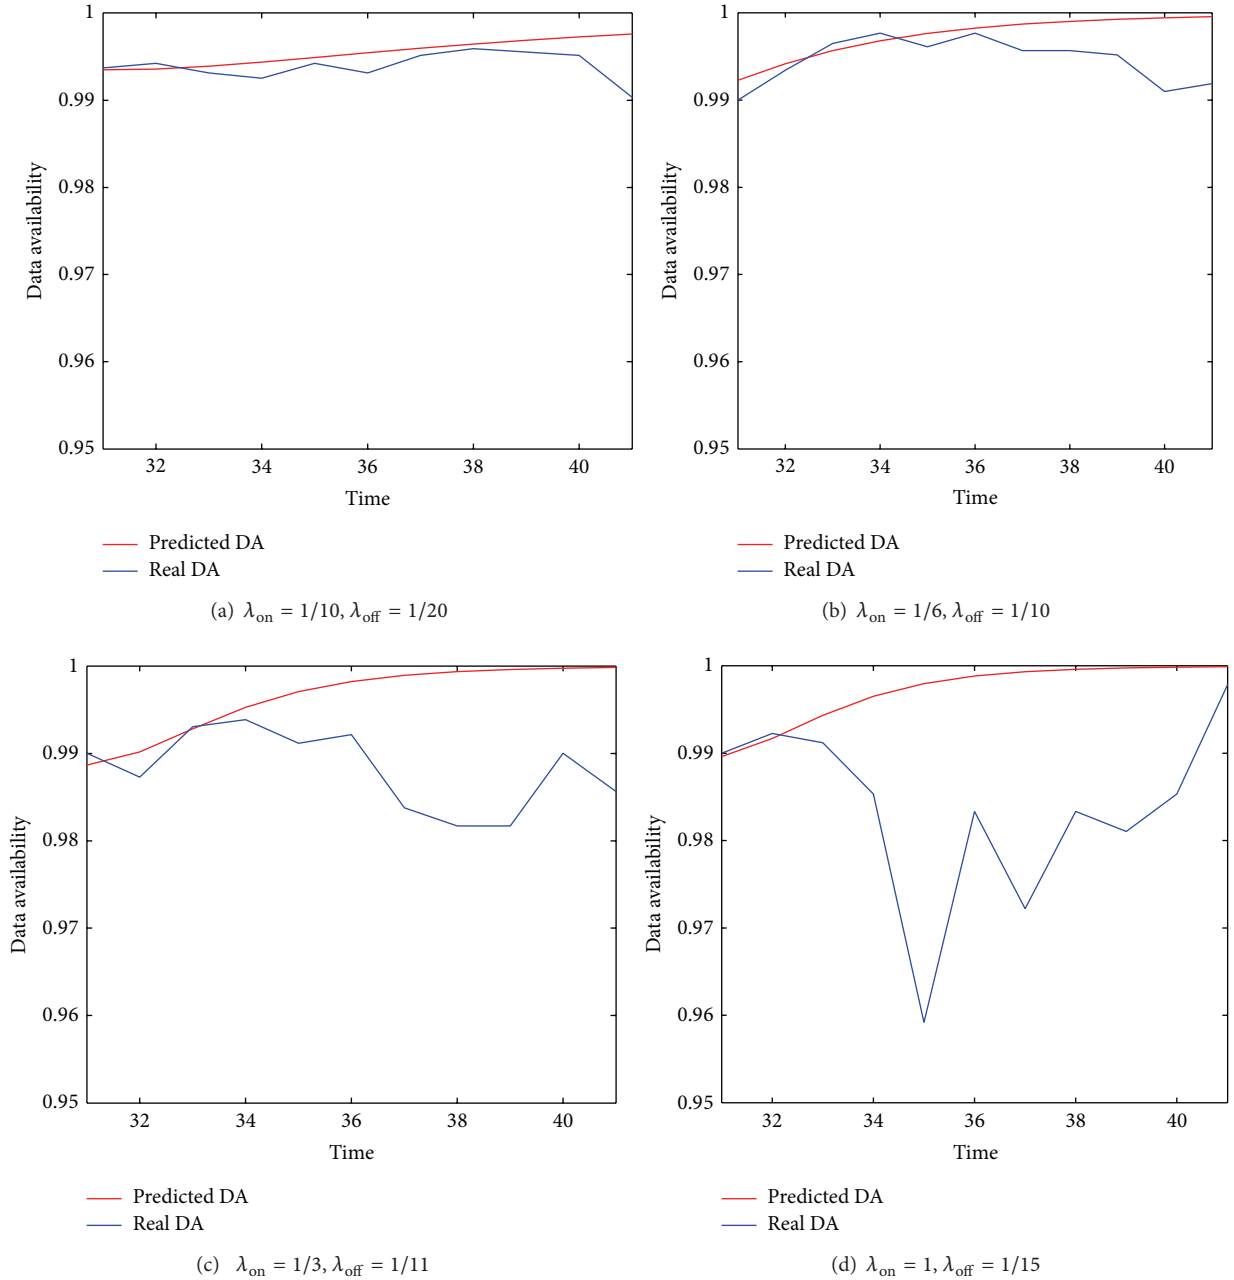 1
0.99
0.98
0.97
0.96
0.95
Data availability
32 34 36 38 40
Time
Predicted DA
Real DA
(a) λon = 1/10, λoff = 1/20
1
0.99
0.98
0.97
0.96
0.95
Data availability
32 34 36 38 40
Time
Predicted DA
Real DA
(b) λon = 1/6, λoff = 1/10
1
0.99
0.98
0.97
0.96
0.95
Data availability
32 34 36 38 40
Time
Predicted DA
Real DA
(c) λon = 1/3, λoff = 1/11
1
0.99
0.98
0.97
0.96
0.95
Data availability
32 34 36 38 40
Time
Predicted DA
Real DA
(d) λon = 1, λoff = 1/15